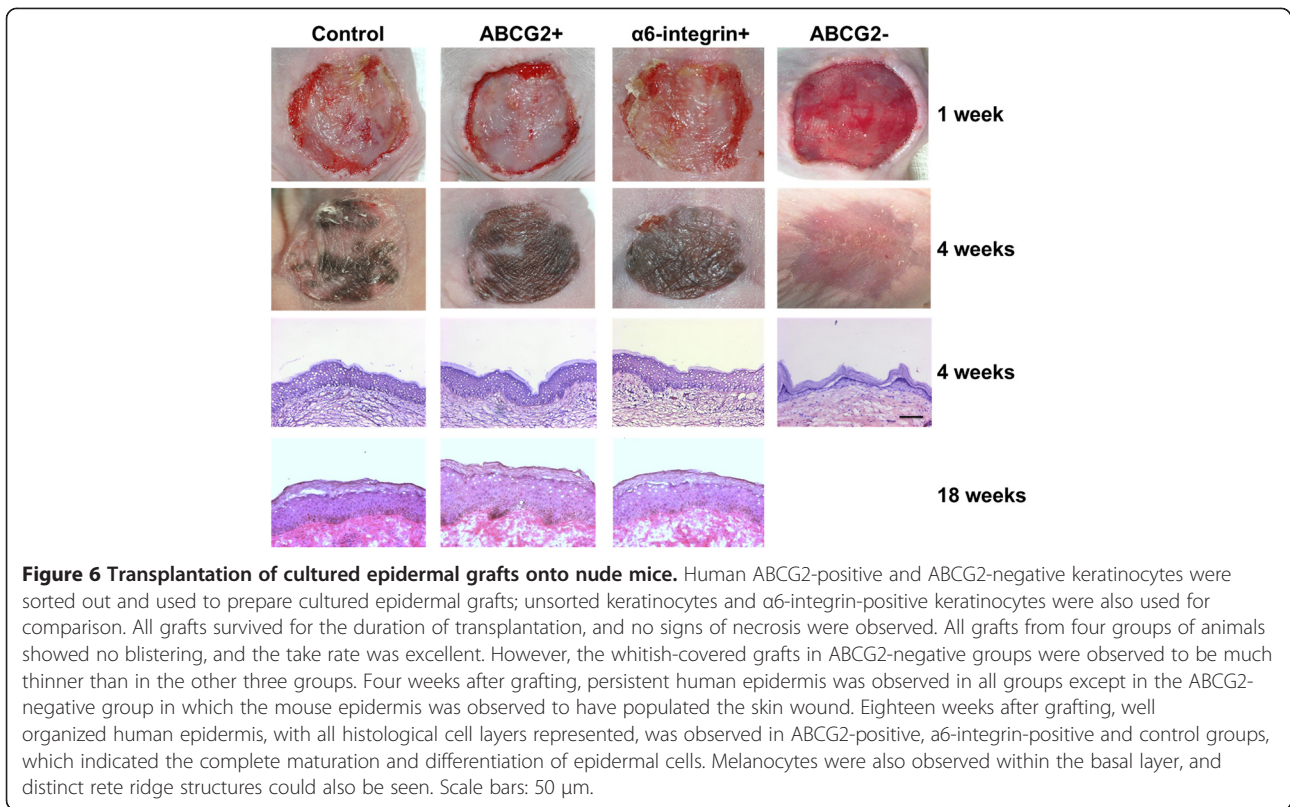 Control ABCG2+ α6-integrin+ ABCG2-
1 week
4 weeks
4 weeks
18 weeks
Figure 6 Transplantation of cultured epidermal grafts onto nude mice. Human ABCG2-positive and ABCG2-negative keratinocytes were
sorted out and used to prepare cultured epidermal grafts; unsorted keratinocytes and α6-integrin-positive keratinocytes were also used for
comparison. All grafts survived for the duration of transplantation, and no signs of necrosis were observed. All grafts from four groups of animals
showed no blistering, and the take rate was excellent. However, the whitish-covered grafts in ABCG2-negative groups were observed to be much
thinner than in the other three groups. Four weeks after grafting, persistent human epidermis was observed in all groups except in the ABCG2-
negative group in which the mouse epidermis was observed to have populated the skin wound. Eighteen weeks after grafting, well
organized human epidermis, with all histological cell layers represented, was observed in ABCG2-positive, a6-integrin-positive and control groups,
which indicated the complete maturation and differentiation of epidermal cells. Melanocytes were also observed within the basal layer, and
distinct rete ridge structures could also be seen. Scale bars: 50 μm.